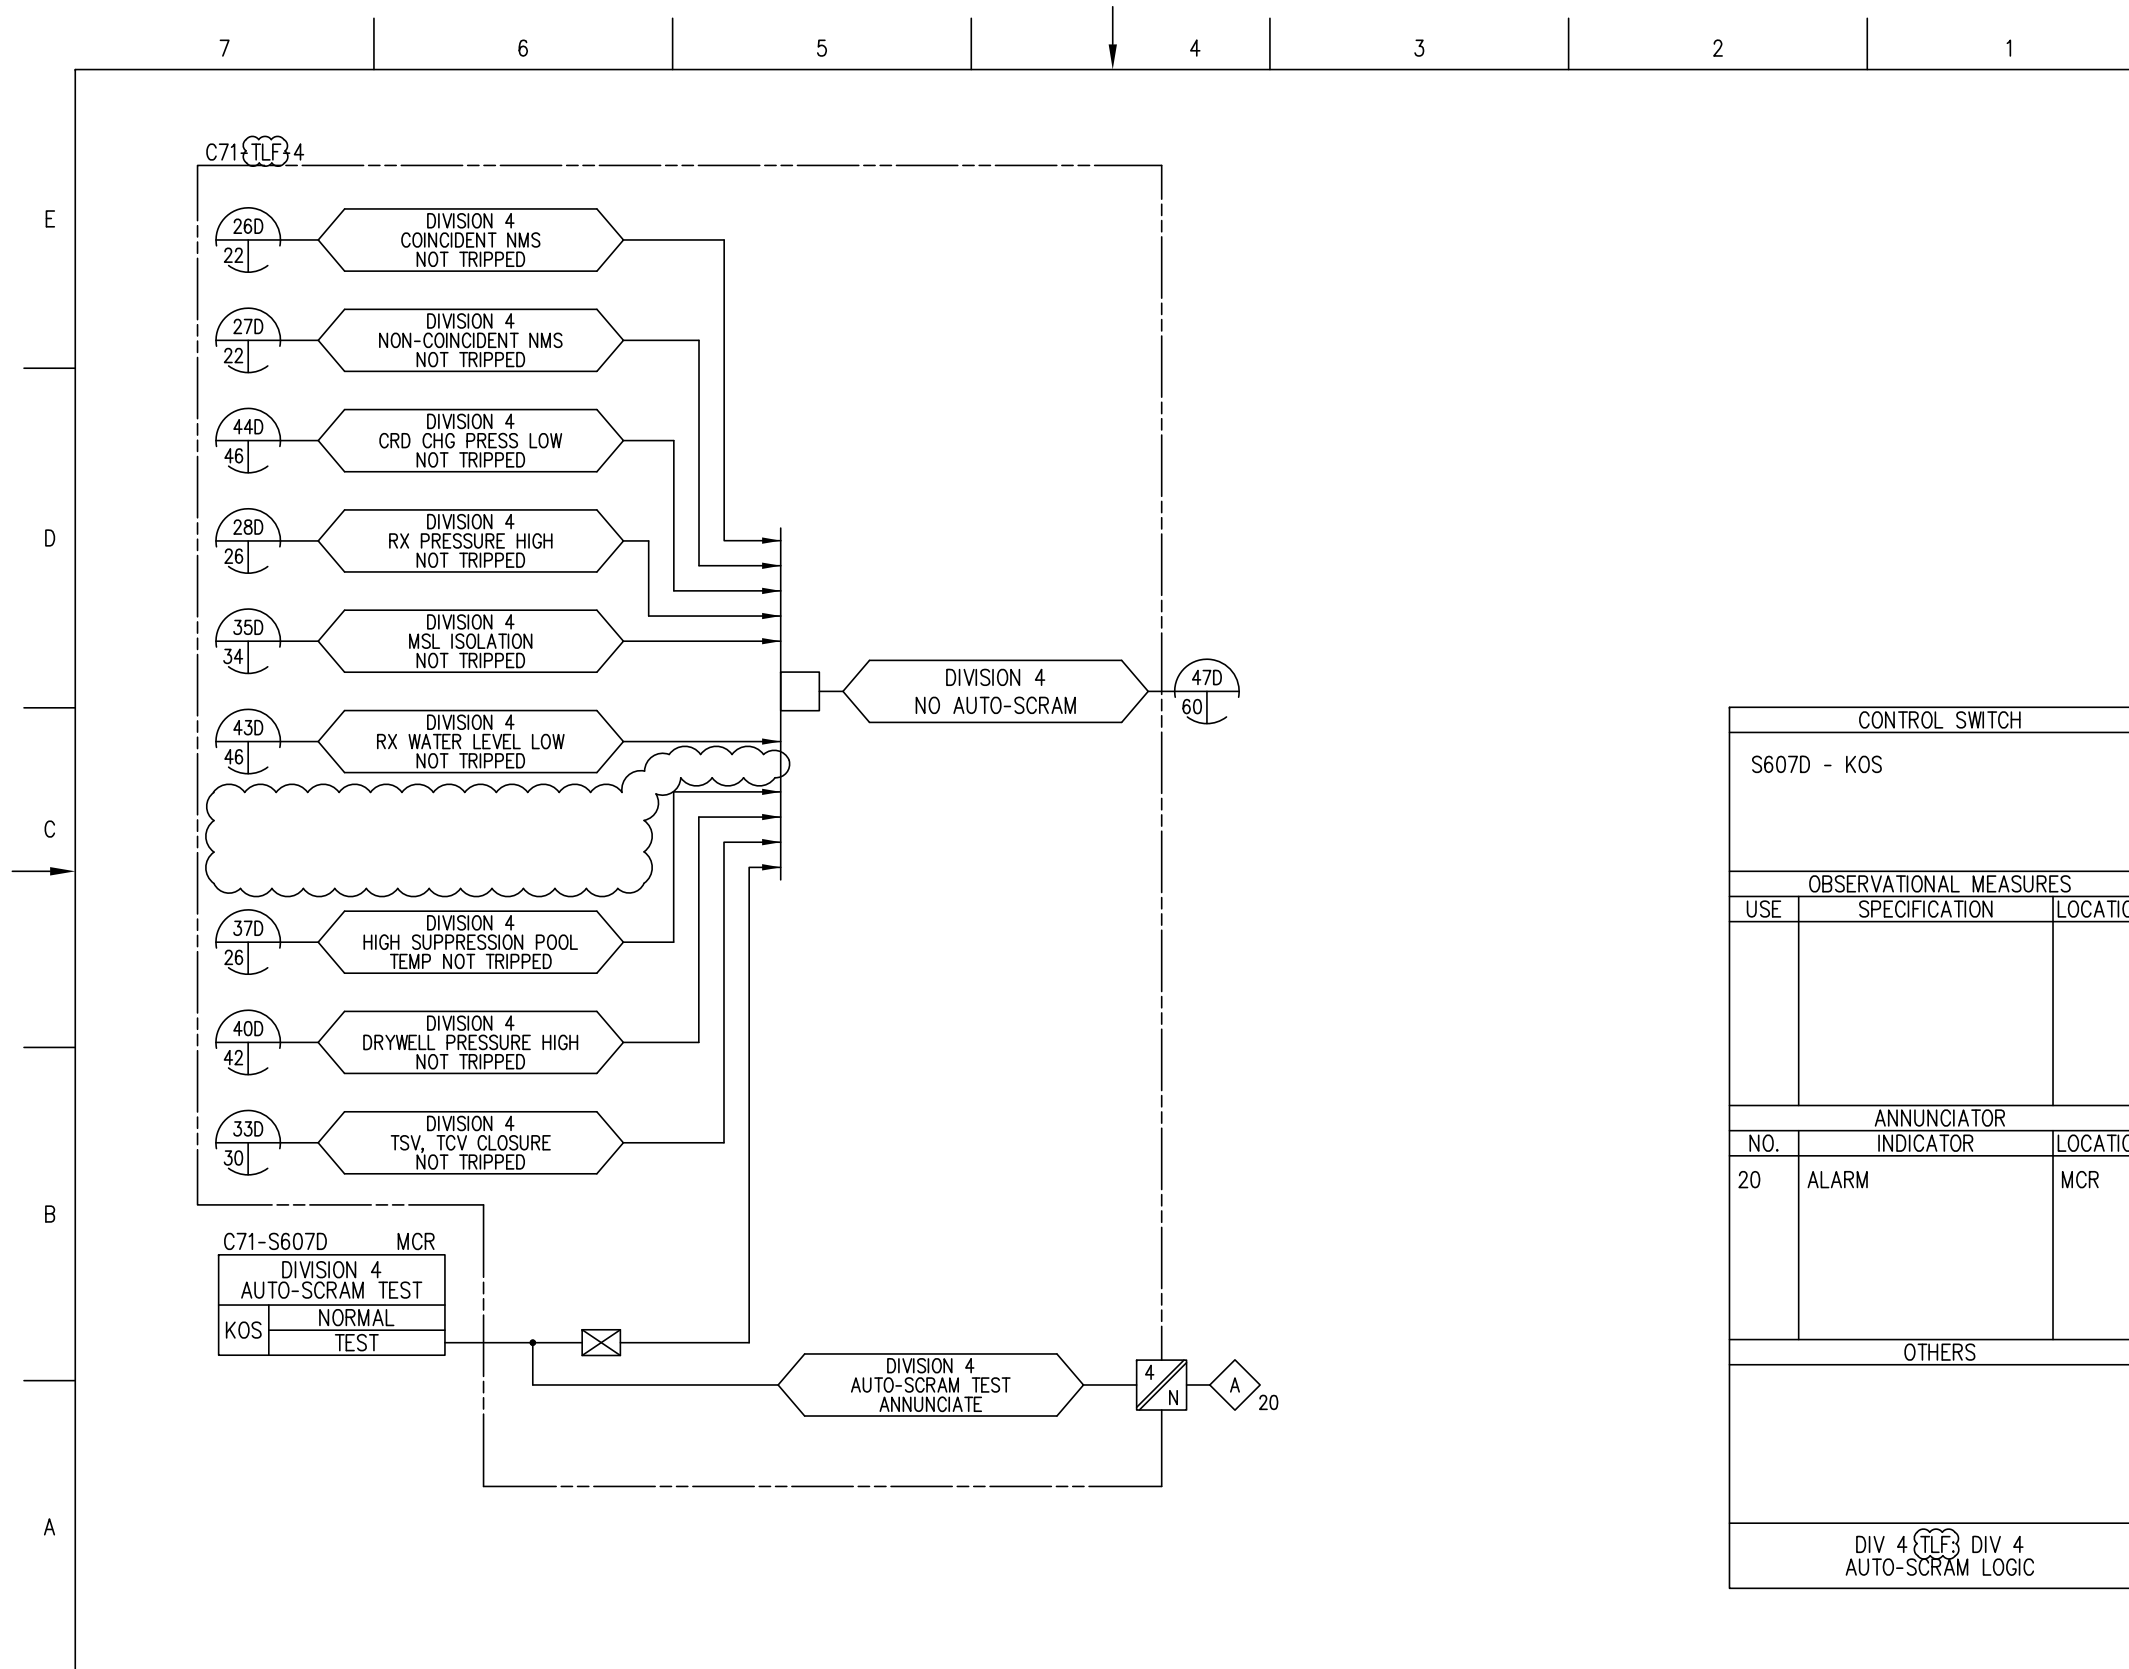 7 6 5 4 3 2 1
C71-TLF-4
E
26D
22
DIVISION 4
COINCIDENT NMS
NOT TRIPPED
27D
22
DIVISION 4
NON-COINCIDENT NMS
NOT TRIPPED
44D
46
DIVISION 4
CRD CHG PRESS LOW
NOT TRIPPED
D
28D
26
DIVISION 4
RX PRESSURE HIGH
NOT TRIPPED
35D
34
DIVISION 4
MSL ISOLATION
NOT TRIPPED
DIVISION 4
NO AUTO-SCRAM
47D
60
43D
46
DIVISION 4
RX WATER LEVEL LOW
NOT TRIPPED
C
37D
26
DIVISION 4
HIGH SUPPRESSION POOL
TEMP NOT TRIPPED
40D
42
DIVISION 4
DRYWELL PRESSURE HIGH
NOT TRIPPED
33D
30
DIVISION 4
TSV, TCV CLOSURE
NOT TRIPPED
B
C71-S607D MCR
DIVISION 4
AUTO-SCRAM TEST
KOS
NORMAL
TEST
DIVISION 4
AUTO-SCRAM TEST
ANNUNCIATE
4
N
A
20
A
CONTROL SWITCH
S607D - KOS
OBSERVATIONAL MEASURES
USE SPECIFICATION LOCATIO
ANNUNCIATOR
NO. INDICATOR LOCATIO
20 ALARM MCR
OTHERS
DIV 4 TLF: DIV 4
AUTO-SCRAM LOGIC